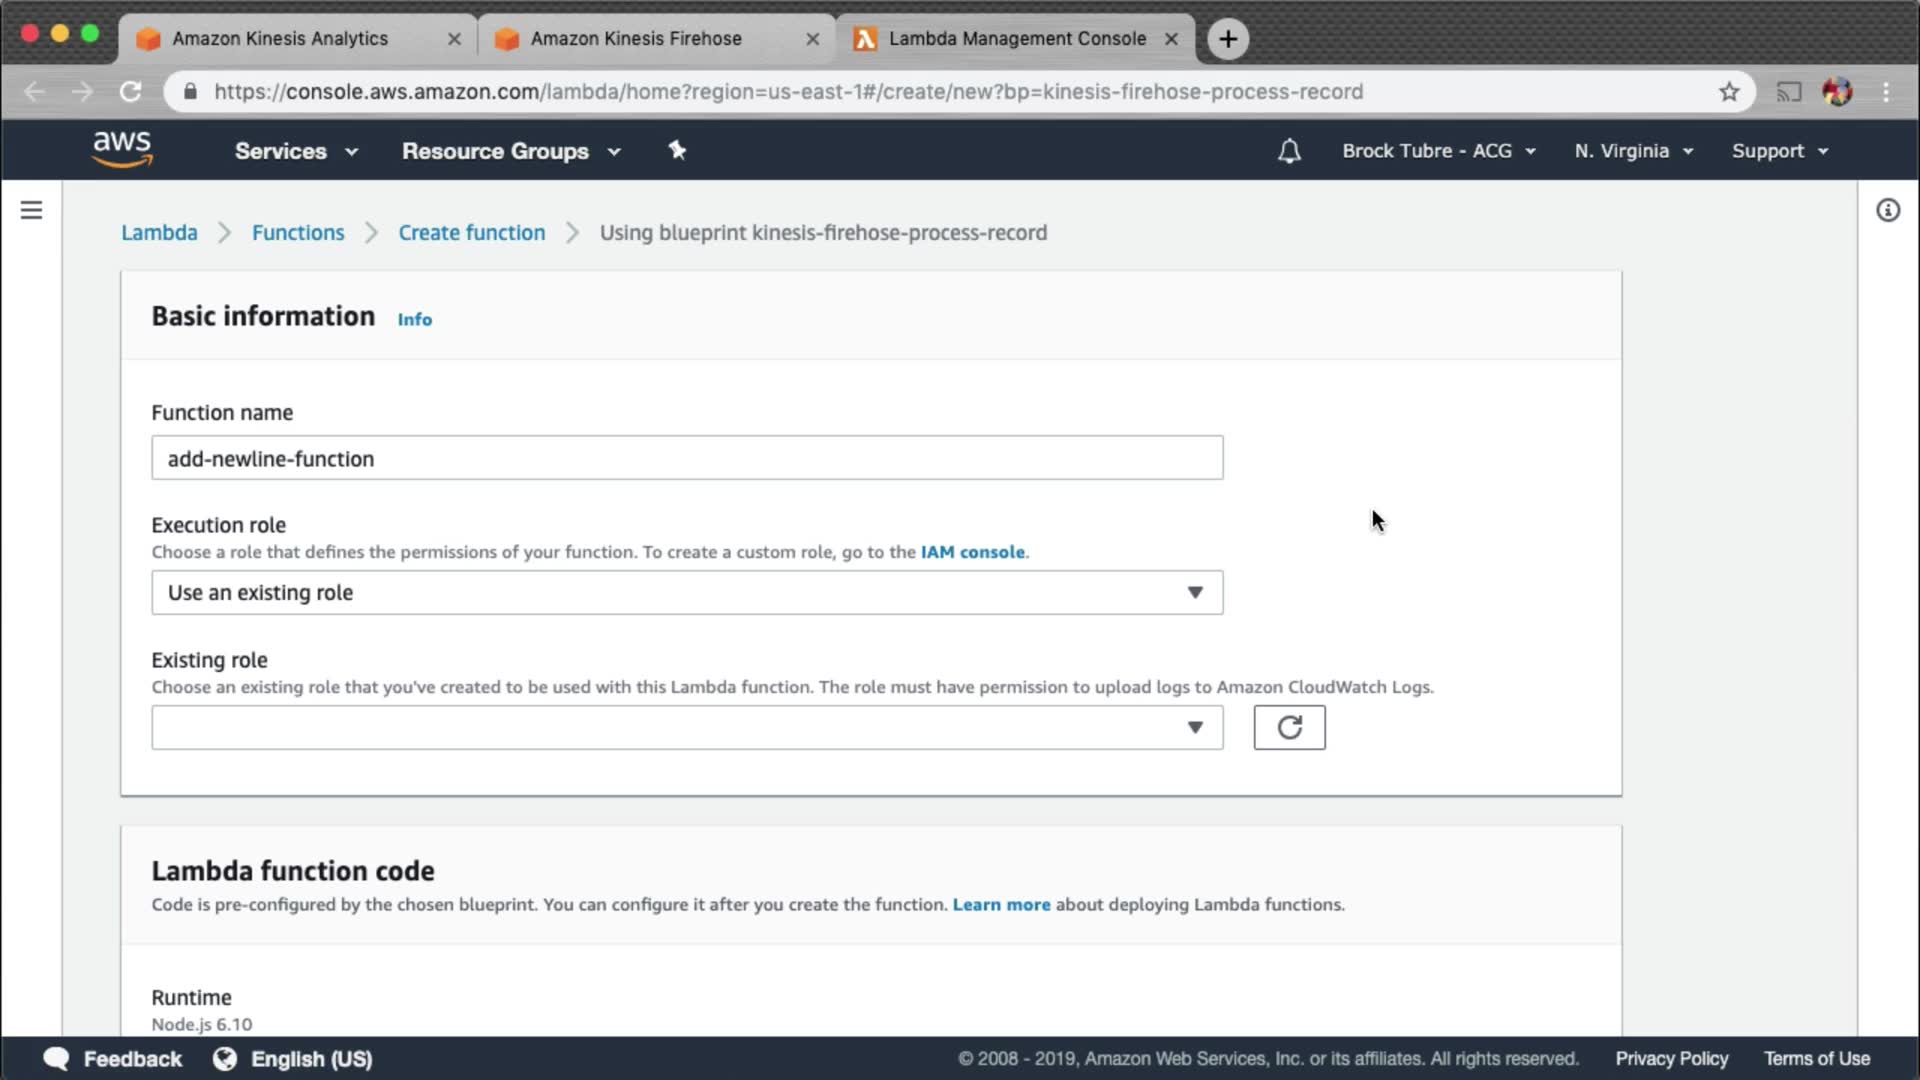 Amazon Kinesis Analytics
Amazon Kinesis Firehose
Lambda Management Console
https://console.aws.amazon.com/lambda/home?region=us-east-1#/create/new?bp=kinesis-firehose-process-record
aws
Services
Resource Groups
Brock Tubre - ACG
N. Virginia
Support
Lambda
Functions
Create function
Using blueprint kinesis-firehose-process-record
Basic information
Info
Function name
add-newline-function
Execution role
Choose a role that defines the permissions of your function. To create a custom role, go to the IAM console.
Use an existing role
Existing role
Choose an existing role that you've created to be used with this Lambda function. The role must have permission to upload logs to Amazon CloudWatch Logs.
Lambda function code
Code is pre-configured by the chosen blueprint. You can configure it after you create the function. Learn more about deploying Lambda functions.
Runtime
Node.js 6.10
Feedback
English (US)
© 2008 - 2019, Amazon Web Services, Inc. or its affiliates. All rights reserved.
Privacy Policy
Terms of Use